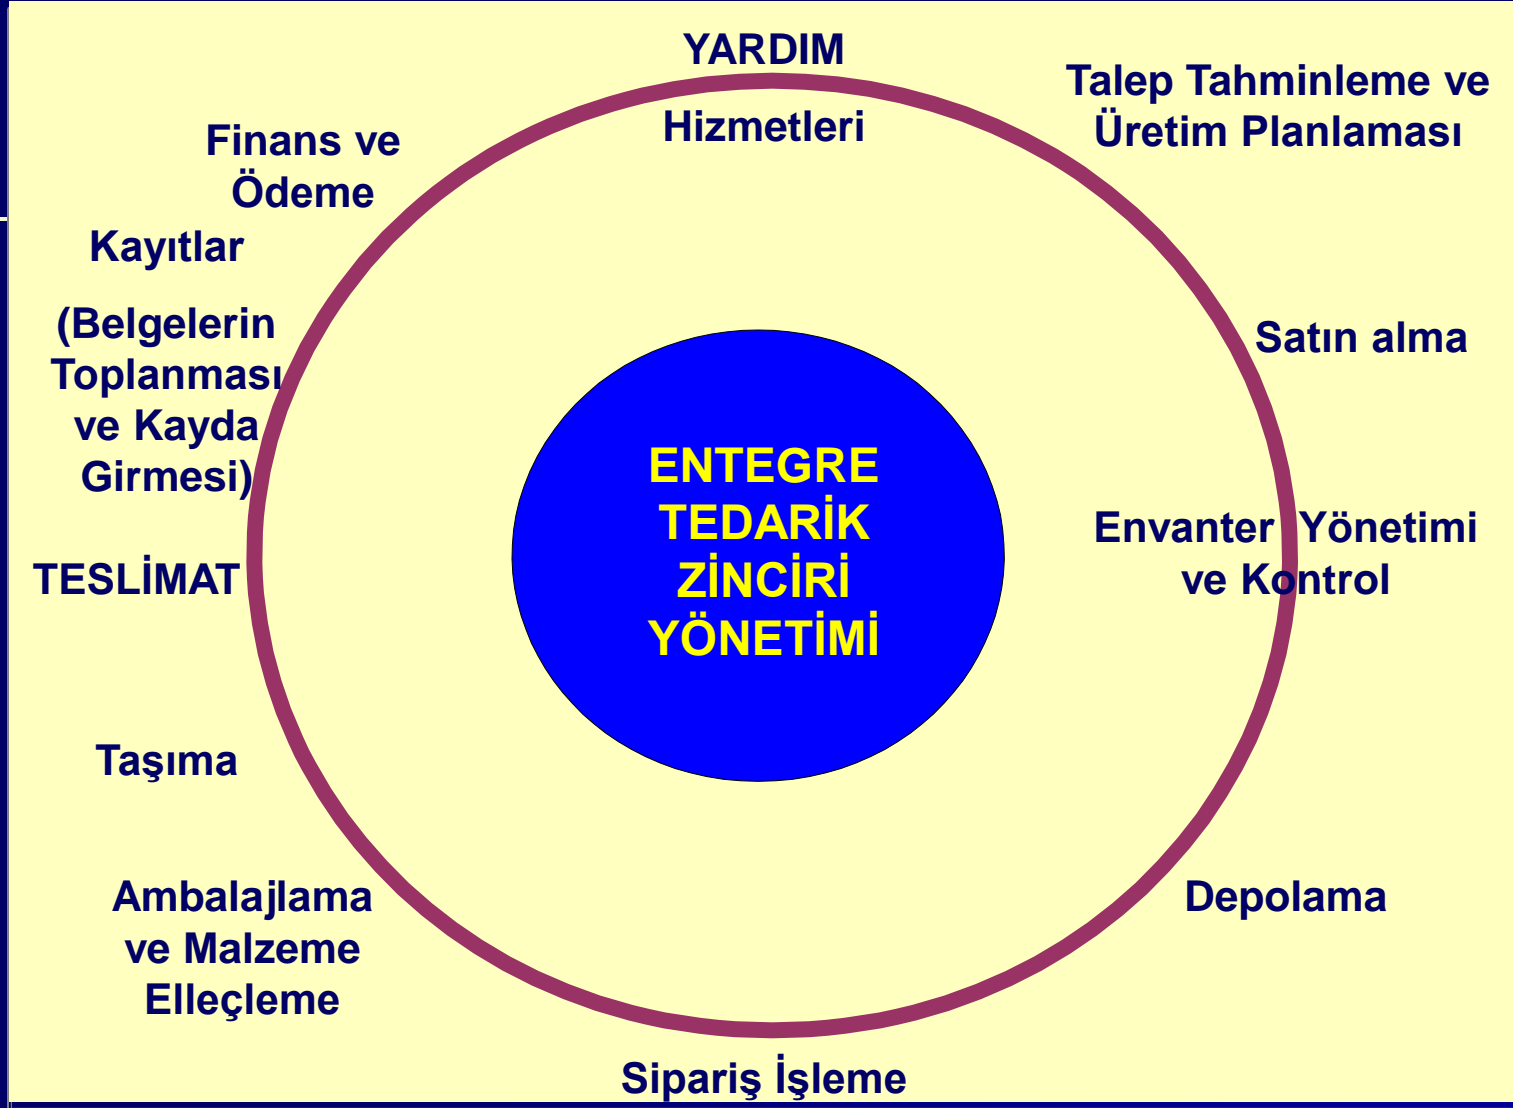 YARDIM
Hizmetleri
Talep Tahminleme ve
Üretim Planlaması
Satın alma
Envanter Yönetimi
ve Kontrol
Depolama
Sipariş İşleme
Ambalajlama
ve Malzeme
Elleçleme
Taşıma
TESLİMAT
(Belgelerin
Toplanması
ve Kayda
Girmesi)
Kayıtlar
Finans ve
Ödeme
ENTEGRE
TEDARİK
ZİNCİRİ
YÖNETİMİ